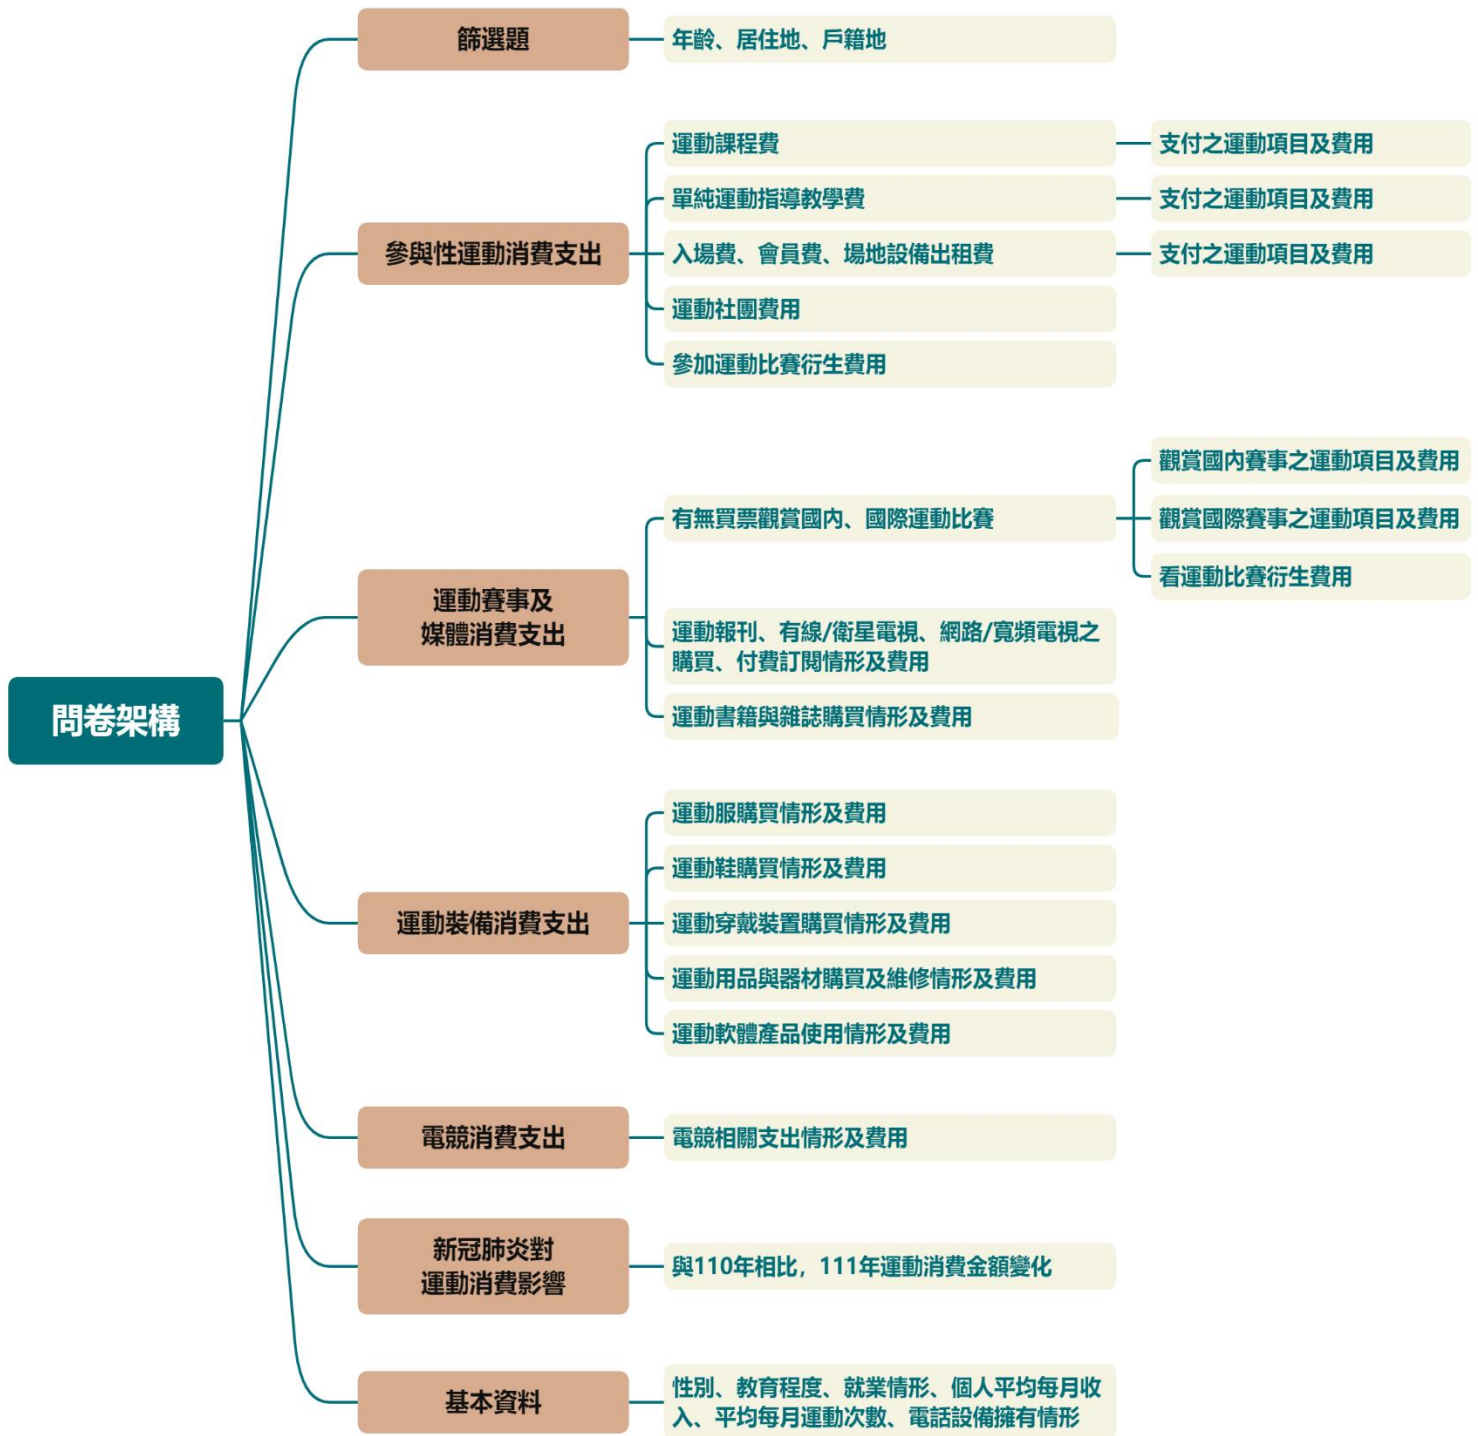 問卷架構
篩選題
年齡、居住地、戶籍地
參與性運動消費支出
運動課程費
支付之運動項目及費用
單純運動指導教學費
支付之運動項目及費用
入場費、會員費、場地設備出租費
支付之運動項目及費用
運動社團費用
參加運動比賽衍生費用
運動賽事及
媒體消費支出
有無買票觀賞國內、國際運動比賽
觀賞國內賽事之運動項目及費用
觀賞國際賽事之運動項目及費用
看運動比賽衍生費用
運動報刊、有線/衛星電視、網路/寬頻電視之
購買、付費訂閱情形及費用
運動書籍與雜誌購買情形及費用
運動裝備消費支出
運動服購買情形及費用
運動鞋購買情形及費用
運動穿戴裝置購買情形及費用
運動用品與器材購買及維修情形及費用
運動軟體產品使用情形及費用
電競消費支出
電競相關支出情形及費用
新冠肺炎對
運動消費影響
與110年相比，111年運動消費金額變化
基本資料
性別、教育程度、就業情形、個人平均每月收
入、平均每月運動次數、電話設備擁有情形